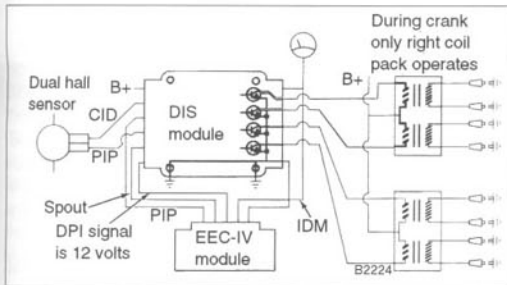 During crank
only right coil
pack operates
B+
B+
Dual hall
sensor
CID
DIS
module
PIP
Spout
PIP
DPI signal
is 12 volts
IDM
EEC-IV
module
B2224